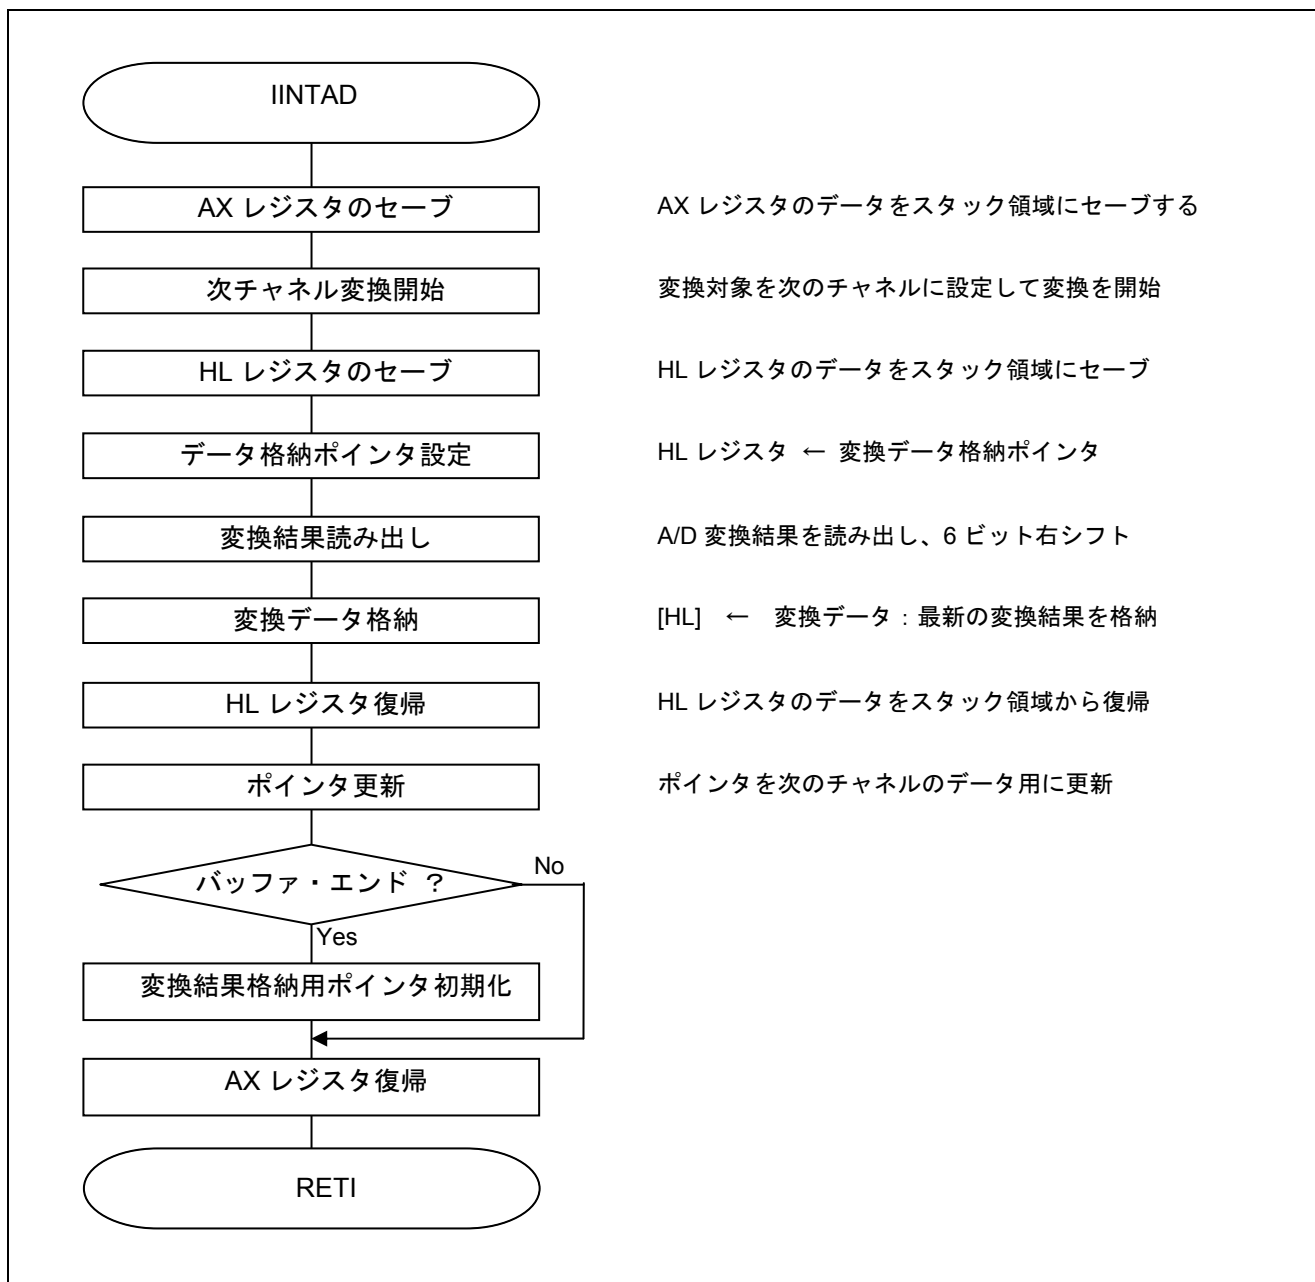 IINTAD
AX レジスタのセーブ AX レジスタのデータをスタック領域にセーブする
次チャネル変換開始 変換対象を次のチャネルに設定して変換を開始
HL レジスタのセーブ HL レジスタのデータをスタック領域にセーブ
データ格納ポインタ設定 HL レジスタ ← 変換データ格納ポインタ
変換結果読み出し A/D 変換結果を読み出し、6 ビット右シフト
変換データ格納 [HL] ← 変換データ：最新の変換結果を格納
HL レジスタ復帰 HL レジスタのデータをスタック領域から復帰
ポインタ更新 ポインタを次のチャネルのデータ用に更新
バッファ・エンド ？ No
Yes
変換結果格納用ポインタ初期化
AX レジスタ復帰
RETI